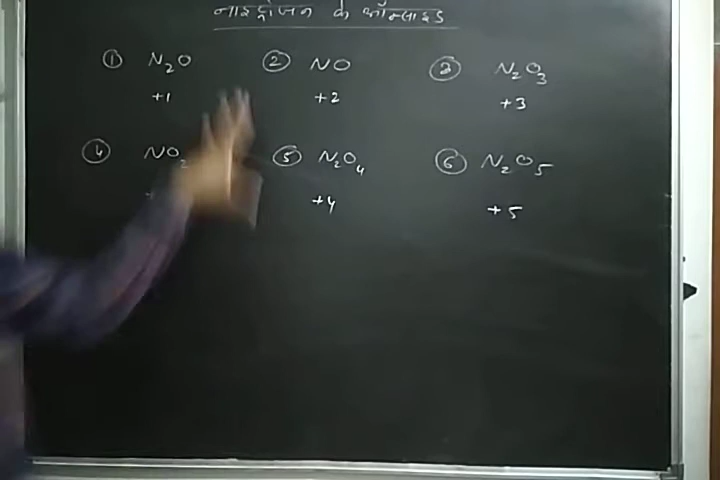 नाइट्रोजन के ऑक्साइड
① N₂O ② NO ③ N₂O₃
+1 +2 +3
④ NO₂ ⑤ N₂O₄ ⑥ N₂O₅
+4 +5